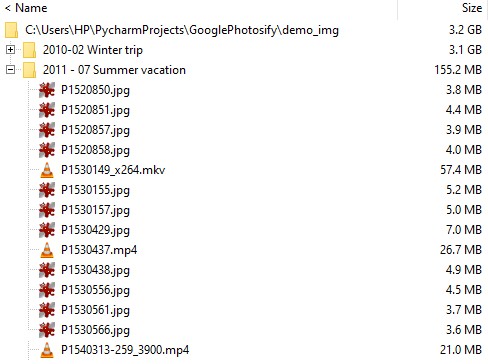 < Name Size
C:\Users\HP\PycharmProjects\GooglePhotosify\demo_img 3.2 GB
2010-02 Winter trip 3.1 GB
2011 - 07 Summer vacation 155.2 MB
P1520850.jpg 3.8 MB
P1520851.jpg 4.4 MB
P1520857.jpg 3.9 MB
P1520858.jpg 4.0 MB
P1530149_x264.mkv 57.4 MB
P1530155.jpg 5.2 MB
P1530157.jpg 5.0 MB
P1530429.jpg 7.0 MB
P1530437.mp4 26.7 MB
P1530438.jpg 4.9 MB
P1530556.jpg 4.5 MB
P1530561.jpg 3.7 MB
P1530566.jpg 3.6 MB
P1540313-259_3900.mp4 21.0 MB